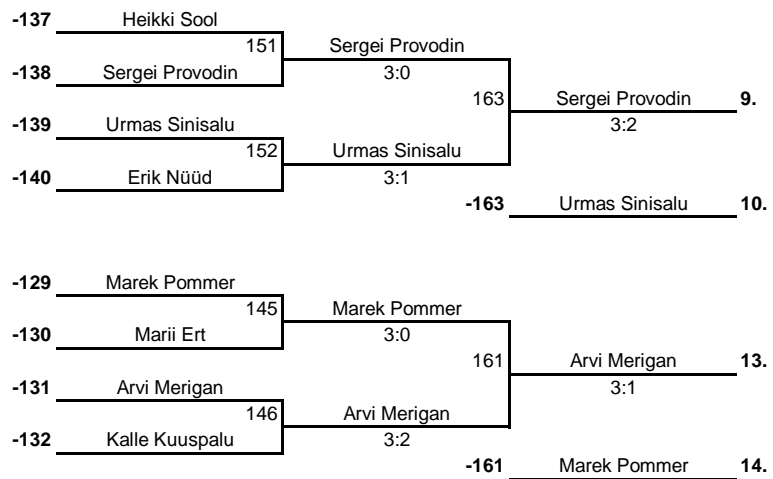 -137 Heikki Sool
151 Sergei Provodin
-138 Sergei Provodin 3:0
163 Sergei Provodin 9.
-139 Urmas Sinisalu 3:2
152 Urmas Sinisalu
-140 Erik Nüüd 3:1
-163 Urmas Sinisalu 10.
-129 Marek Pommer
145 Marek Pommer
-130 Marii Ert 3:0
161 Arvi Merigan 13.
-131 Arvi Merigan 3:1
146 Arvi Merigan
-132 Kalle Kuuspalu 3:2
-161 Marek Pommer 14.